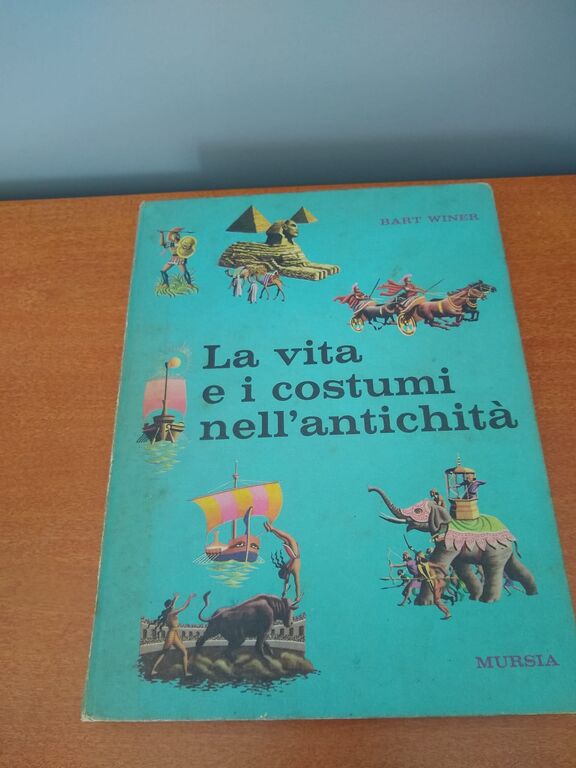 BART WINER
La vita
e i costumi
nell'antichità
MURSIA